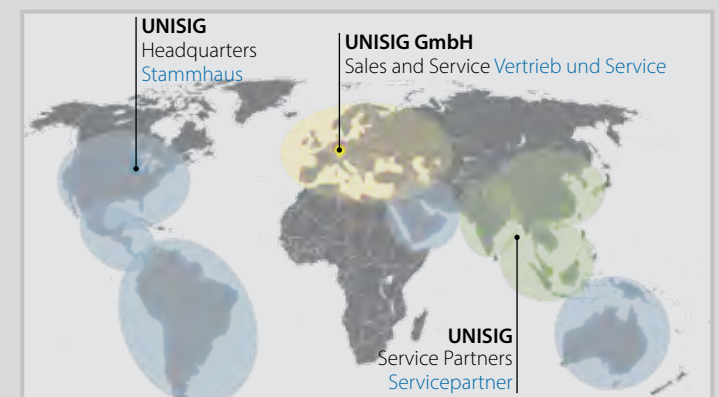 UNISIG
Headquarters
Stammhaus
UNISIG GmbH
Sales and Service Vertrieb und Service
UNISIG
Service Partners
Servicepartner